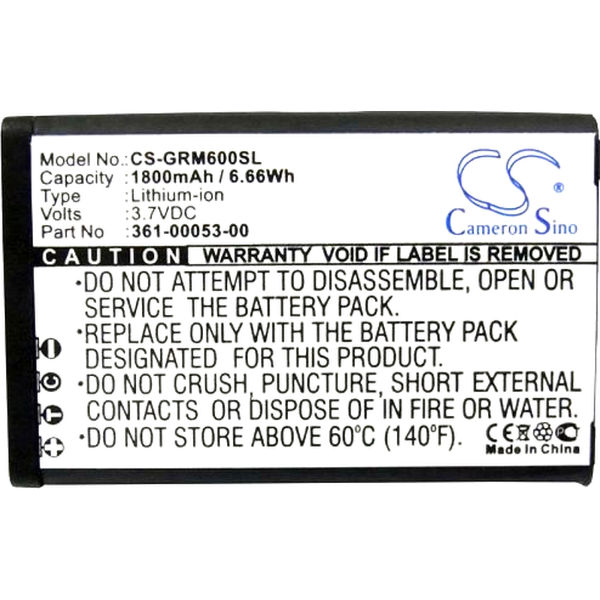 Model No.:CS-GRM600SL
Capacity :1800mAh / 6.66Wh
Type :Lithium-ion
Volts :3.7VDC
Part No :361-00053-00
CS
®
Cameron Sino
CAUTION WARRANTY VOID IF LABEL IS REMOVED
•DO NOT ATTEMPT TO DISASSEMBLE, OPEN OR
SERVICE THE BATTERY PACK.
•REPLACE ONLY WITH THE BATTERY PACK
DESIGNATED FOR THIS EQUIPMENT.
•DO NOT CRUSH, PUNCTURE, SHORT EXTERNAL
CONTACTS OR DISPOSE OF IN FIRE OR WATER.
•DO NOT STORE ABOVE 60°C (140°F).
CE
Made In China
- C T +